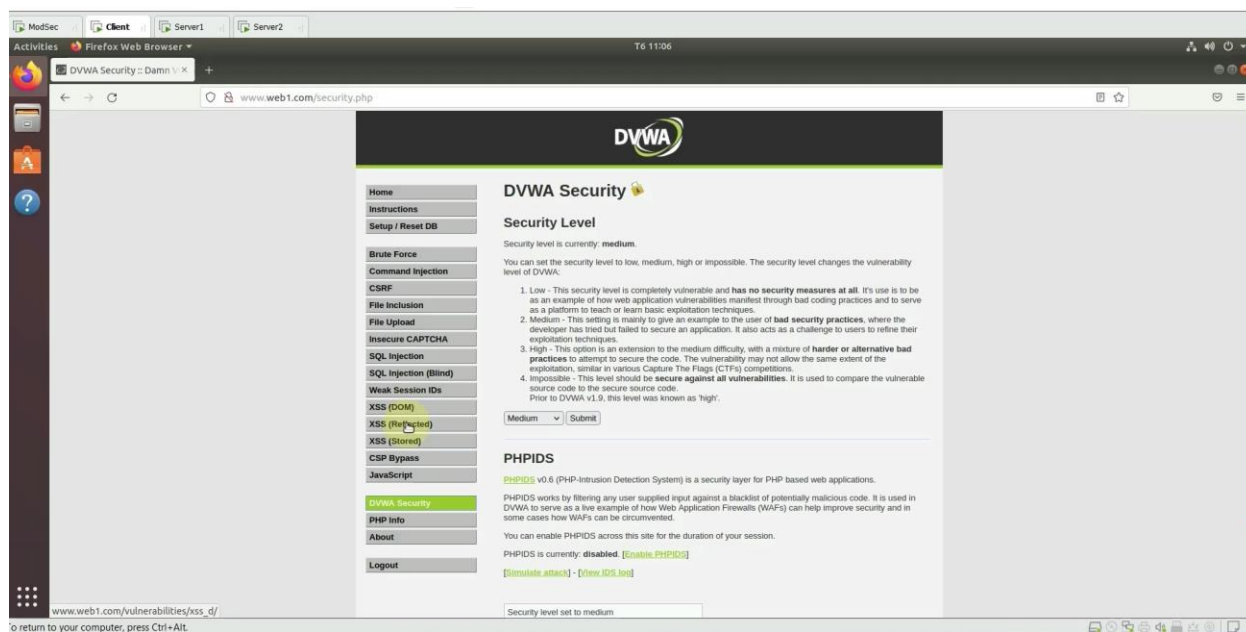 ModSec
Client
Server1
Server2
Activities
Firefox Web Browser
T6 11:06
DVWA Security :: Damn V
www.web1.com/security.php
DVWA
Home
Instructions
Setup / Reset DB
Brute Force
Command Injection
CSRF
File Inclusion
File Upload
Insecure CAPTCHA
SQL Injection
SQL Injection (Blind)
Weak Session IDs
XSS (DOM)
XSS (Reflected)
XSS (Stored)
CSP Bypass
JavaScript
DVWA Security
PHP Info
About
Logout
DVWA Security
Security Level
Security level is currently: medium.
You can set the security level to low, medium, high or impossible. The security level changes the vulnerability
level of DVWA:
1. Low - This security level is completely vulnerable and has no security measures at all. It's use is to be
as an example of how web application vulnerabilities manifest through bad coding practices and to serve
as a platform to teach or learn basic exploitation techniques.
2. Medium - This setting is mainly to give an example to the user of bad security practices, where the
developer has tried but failed to secure an application. It also acts as a challenge to users to refine their
exploitation techniques.
3. High - This option is an extension to the medium difficulty, with a mixture of harder or alternative bad
practices to attempt to secure the code. The vulnerability may not allow the same extent of the
exploitation, similar in various Capture The Flags (CTFs) competitions.
4. Impossible - This level should be secure against all vulnerabilities. It is used to compare the vulnerable
source code to the secure source code.
Prior to DVWA v1.9, this level was known as 'high'.
Medium Submit
PHPIDS
PHPIDS v0.6 (PHP-Intrusion Detection System) is a security layer for PHP based web applications.
PHPIDS works by filtering any user supplied input against a blacklist of potentially malicious code. It is used in
DVWA to serve as a live example of how Web Application Firewalls (WAFs) can help improve security and in
some cases how WAFs can be circumvented.
You can enable PHPIDS across this site for the duration of your session.
PHPIDS is currently: disabled. [Enable PHPIDS]
[Simulate attack] - [View IDS log]
Security level set to medium
www.web1.com/vulnerabilities/xss_d/
o return to your computer, press Ctrl+Alt.